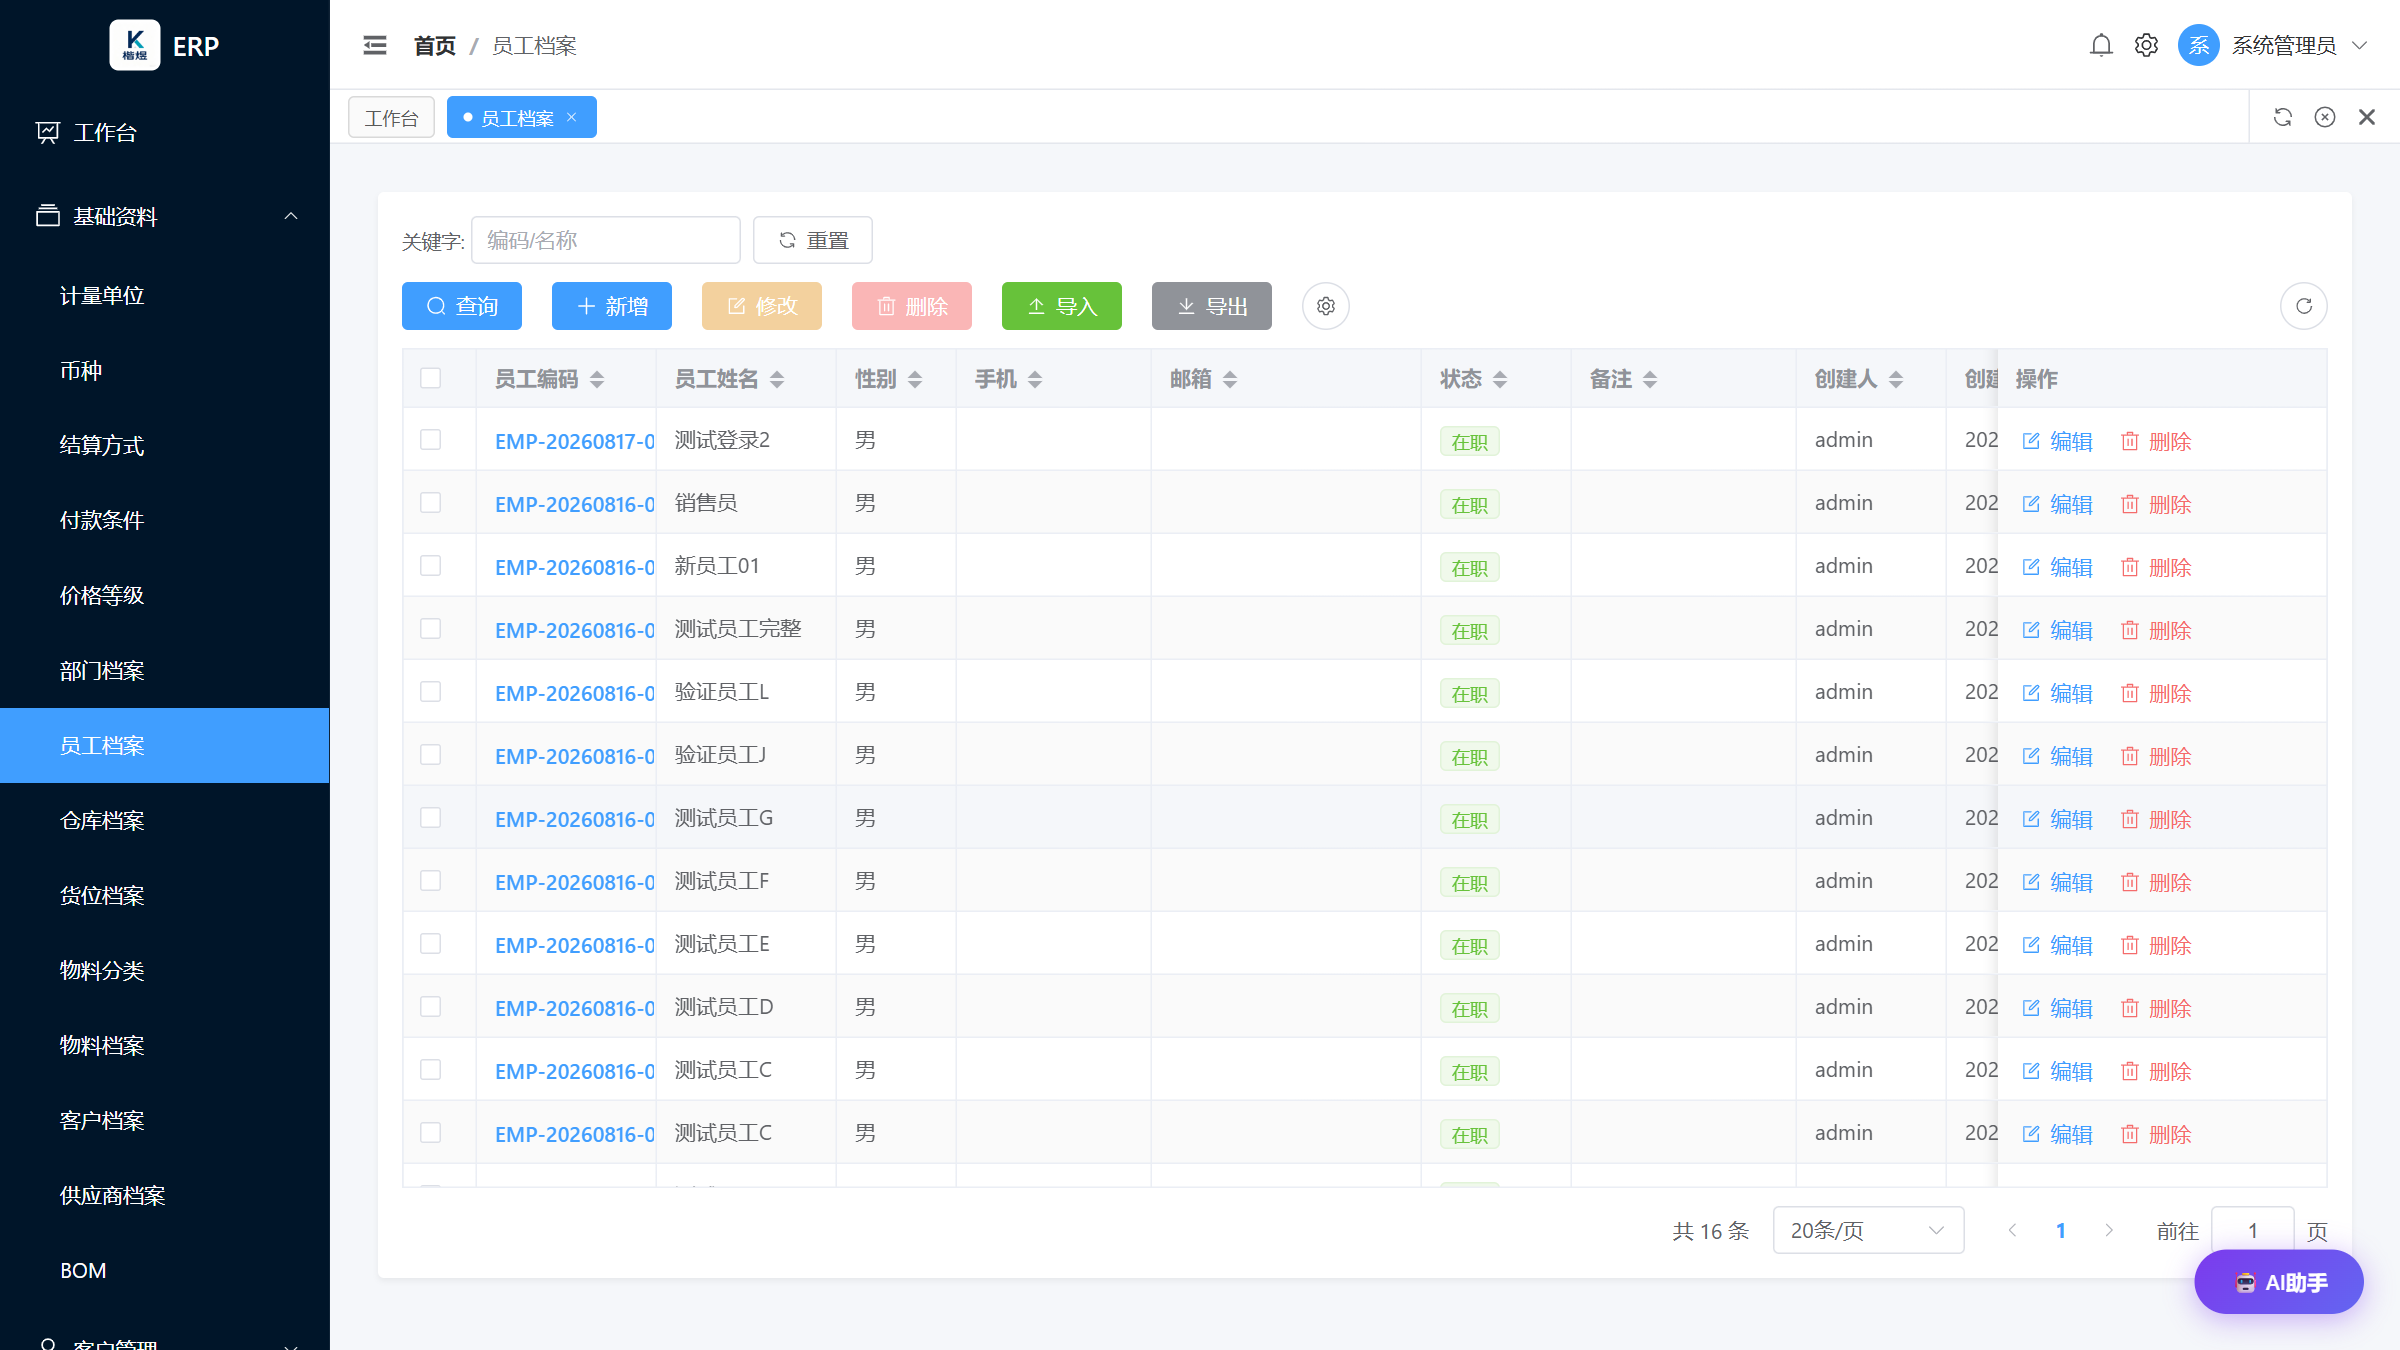 K
楷煜
ERP
工作台
基础资料
计量单位
币种
结算方式
付款条件
价格等级
部门档案
员工档案
仓库档案
货位档案
物料分类
物料档案
客户档案
供应商档案
BOM
客户管理
首页 / 员工档案
系 系统管理员
工作台 员工档案
关键字: 编码/名称 重置
查询 新增 修改 删除 导入 导出
员工编码 员工姓名 性别 手机 邮箱 状态 备注 创建人 创建 操作
EMP-20260817-0 测试登录2 男 在职 admin 202 编辑 删除
EMP-20260816-0 销售员 男 在职 admin 202 编辑 删除
EMP-20260816-0 新员工01 男 在职 admin 202 编辑 删除
EMP-20260816-0 测试员工完整 男 在职 admin 202 编辑 删除
EMP-20260816-0 验证员工L 男 在职 admin 202 编辑 删除
EMP-20260816-0 验证员工J 男 在职 admin 202 编辑 删除
EMP-20260816-0 测试员工G 男 在职 admin 202 编辑 删除
EMP-20260816-0 测试员工F 男 在职 admin 202 编辑 删除
EMP-20260816-0 测试员工E 男 在职 admin 202 编辑 删除
EMP-20260816-0 测试员工D 男 在职 admin 202 编辑 删除
EMP-20260816-0 测试员工C 男 在职 admin 202 编辑 删除
EMP-20260816-0 测试员工C 男 在职 admin 202 编辑 删除
共 16 条 20条/页 1 前往 1 页
AI助手